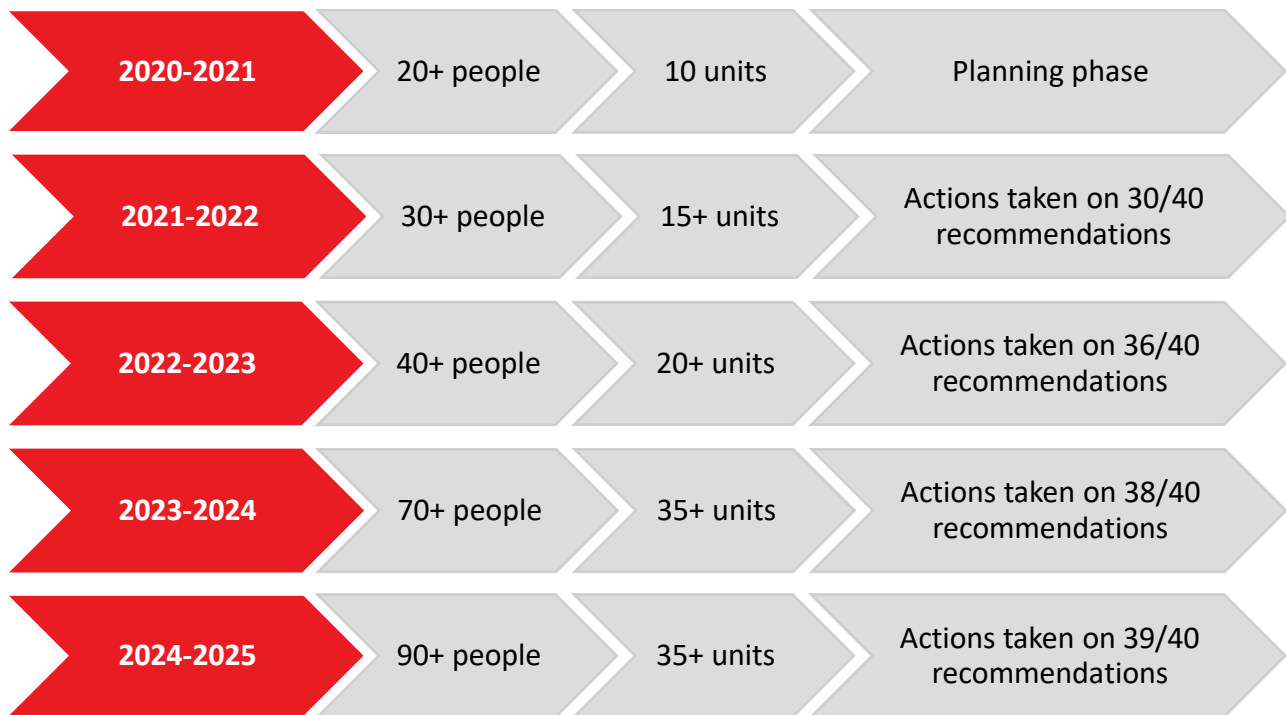 2020-2021
20+ people
10 units
Planning phase
2021-2022
30+ people
15+ units
Actions taken on 30/40
recommendations
2022-2023
40+ people
20+ units
Actions taken on 36/40
recommendations
2023-2024
70+ people
35+ units
Actions taken on 38/40
recommendations
2024-2025
90+ people
35+ units
Actions taken on 39/40
recommendations